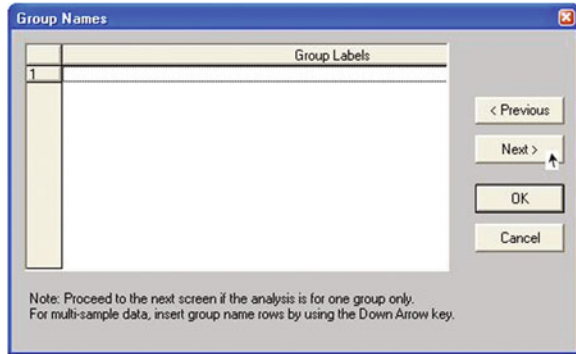 Group Names
Group Labels
1
< Previous
Next >
OK
Cancel
Note: Proceed to the next screen if the analysis is for one group only.
For multi-sample data, insert group name rows by using the Down Arrow key.